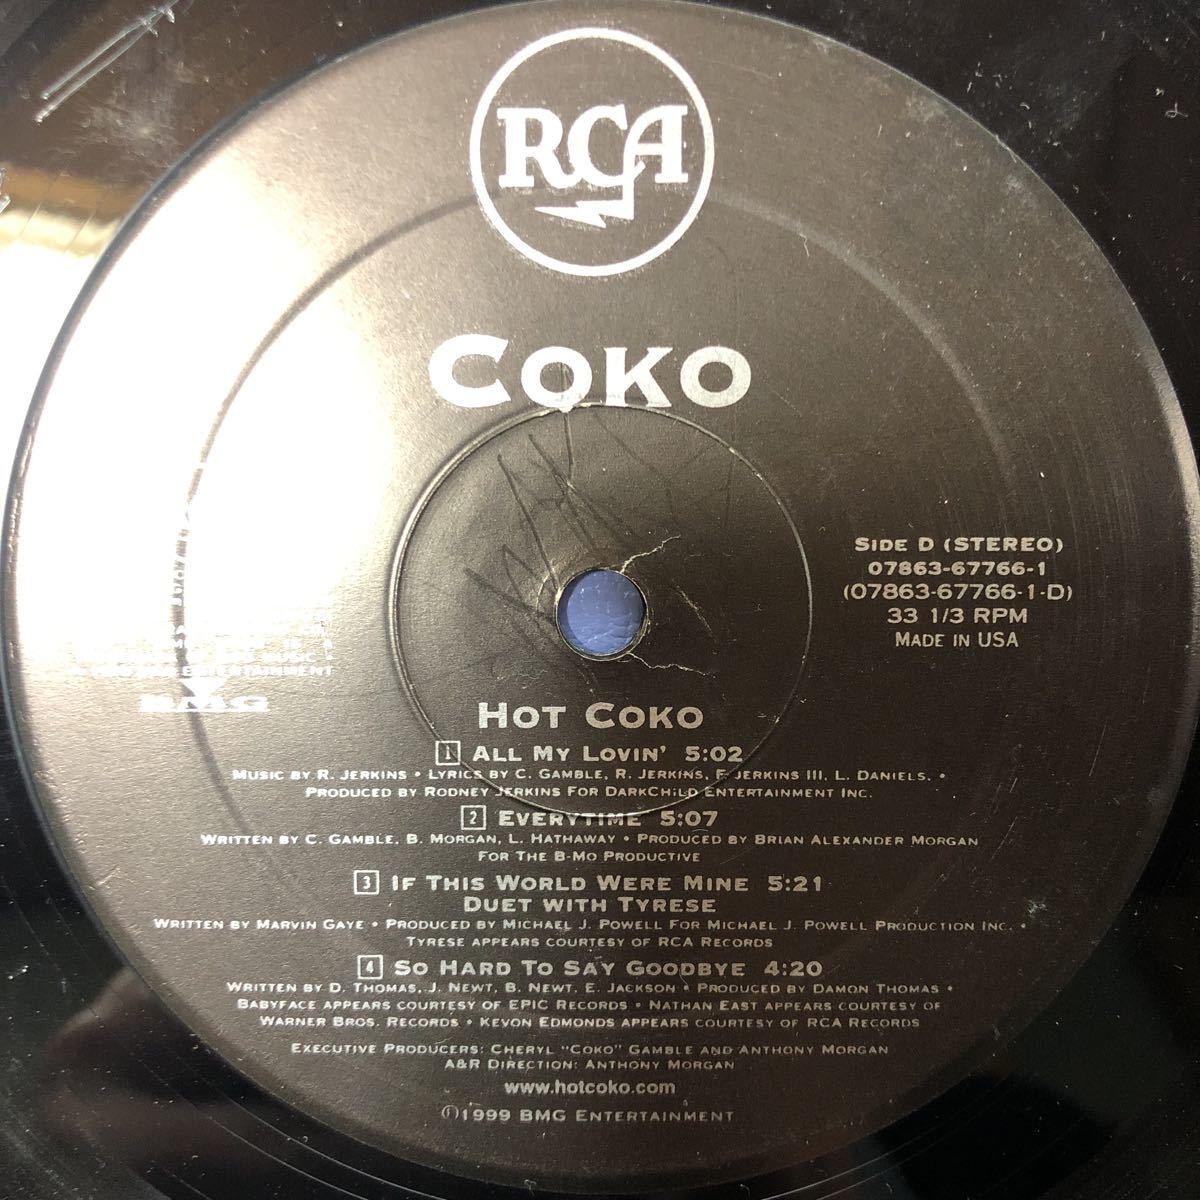 RCA
COKO
SIDE D (STEREO)
07863-67766-1
(07863-67766-1-D)
33 1/3 RPM
MADE IN USA
ENTERTAINMENT
BMG
HOT COKO
1 ALL MY LOVIN' 5:02
MUSIC BY R. JERKINS • LYRICS BY C. GAMBLE, R. JERKINS, F. JERKINS III, L. DANIELS. •
PRODUCED BY RODNEY JERKINS FOR DARKCHILD ENTERTAINMENT INC.
2 EVERYTIME 5:07
WRITTEN BY C. GAMBLE, B. MORGAN, L. HATHAWAY • PRODUCED BY BRIAN ALEXANDER MORGAN
FOR THE B-MO PRODUCTIVE
3 IF THIS WORLD WERE MINE 5:21
DUET WITH TYRESE
WRITTEN BY MARVIN GAYE • PRODUCED BY MICHAEL J. POWELL FOR MICHAEL J. POWELL PRODUCTION INC. •
TYRESE APPEARS COURTESY OF RCA RECORDS
4 SO HARD TO SAY GOODBYE 4:20
WRITTEN BY D. THOMAS, J. NEWT, B. NEWT, E. JACKSON • PRODUCED BY DAMON THOMAS •
BABYFACE APPEARS COURTESY OF EPIC RECORDS • NATHAN EAST APPEARS COURTESY OF
WARNER BROS. RECORDS • KEVON EDMONDS APPEARS COURTESY OF RCA RECORDS
EXECUTIVE PRODUCERS: CHERYL "COKO" GAMBLE AND ANTHONY MORGAN
A&R DIRECTION: ANTHONY MORGAN
www.hotcoko.com
℗1999 BMG ENTERTAINMENT